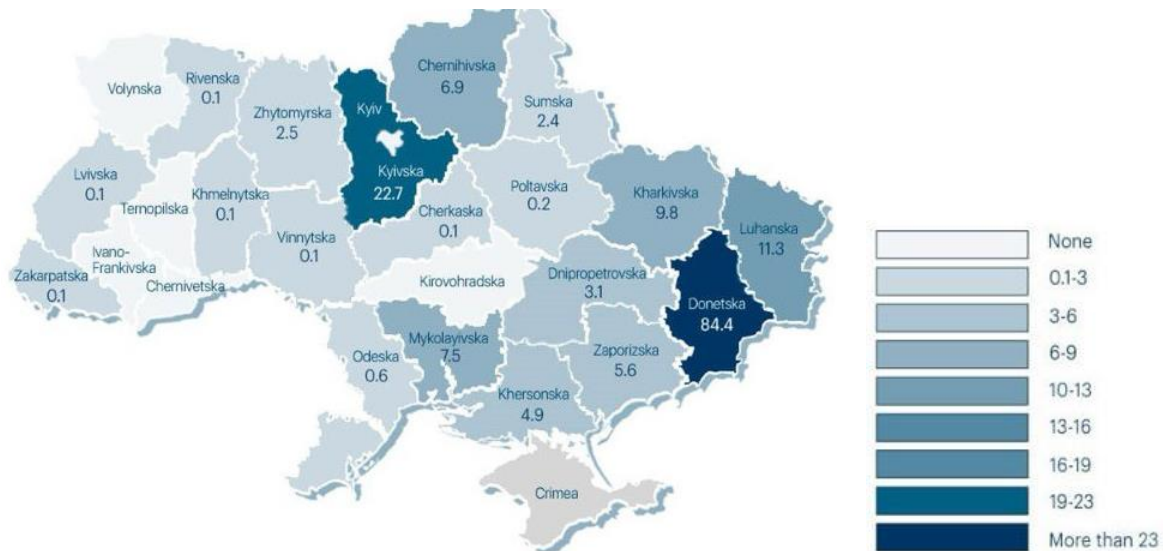 Volynska
Rivenska
0.1
Zhytomyrska
2.5
Kyiv
Kyivska
22.7
Chernihivska
6.9
Sumska
2.4
Lvivska
0.1
Ternopilska
Khmelnytska
0.1
Vinnytska
0.1
Cherkaska
0.1
Poltavska
0.2
Kharkivska
9.8
Luhanska
11.3
Zakarpatska
0.1
Ivano-
Frankivska
Chernivetska
Kirovohradska
Dnipropetrovska
3.1
Donetska
84.4
Odeska
0.6
Mykolayivska
7.5
Zaporizska
5.6
Khersonska
4.9
Crimea
None
0.1-3
3-6
6-9
10-13
13-16
16-19
19-23
More than 23